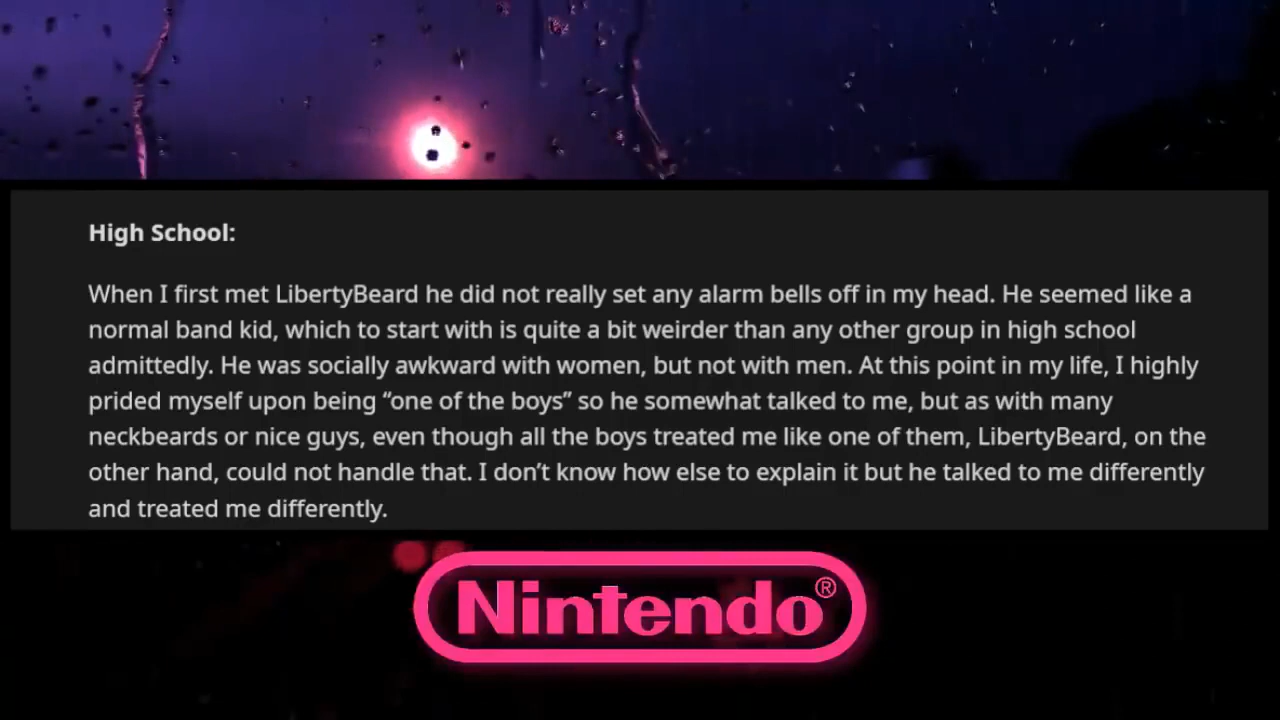 High School:
When I first met LibertyBeard he did not really set any alarm bells off in my head. He seemed like a
normal band kid, which to start with is quite a bit weirder than any other group in high school
admittedly. He was socially awkward with women, but not with men. At this point in my life, I highly
prided myself upon being “one of the boys” so he somewhat talked to me, but as with many
neckbeards or nice guys, even though all the boys treated me like one of them, LibertyBeard, on the
other hand, could not handle that. I don’t know how else to explain it but he talked to me differently
and treated me differently.
Nintendo®